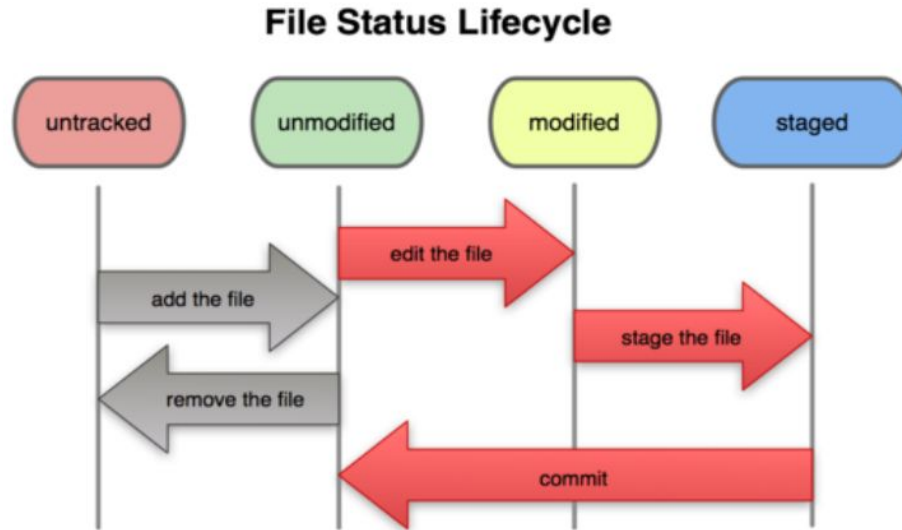 File Status Lifecycle
untracked
unmodified
modified
staged
edit the file
add the file
stage the file
remove the file
commit